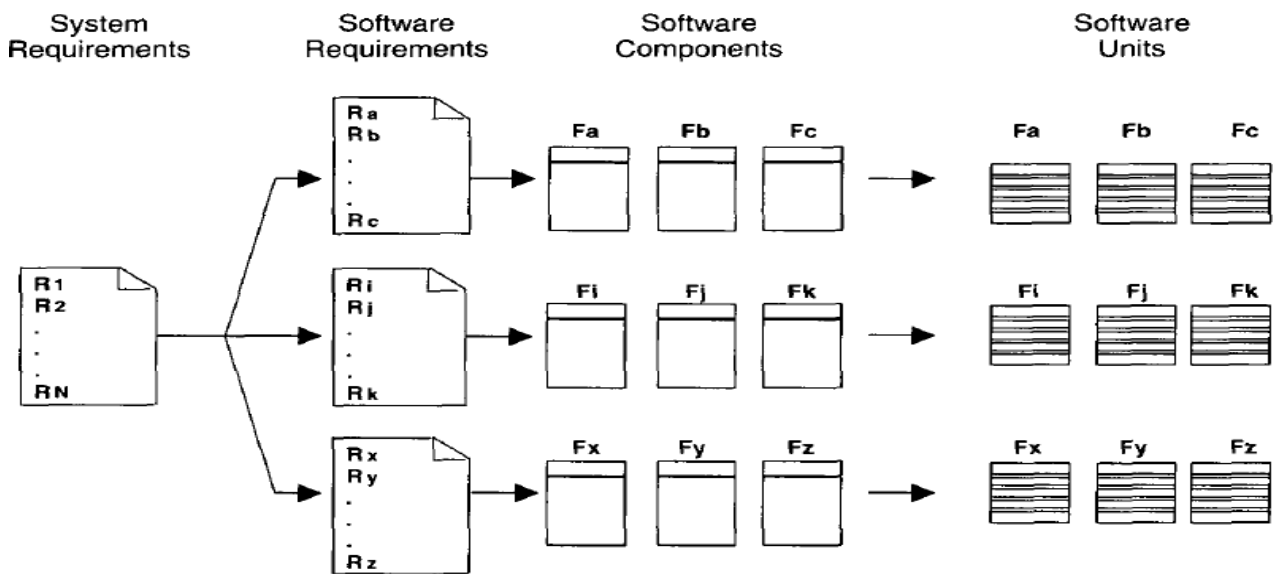 System
Requirements
Software
Requirements
Software
Components
Software
Units
Ra
Rb
.
.
.
Rc
Fa Fb Fc
Fa Fb Fc
R1
R2
.
.
.
RN
Ri
Rj
.
.
.
Rk
Fi Fj Fk
Fi Fj Fk
Rx
Ry
.
.
.
Rz
Fx Fy Fz
Fx Fy Fz